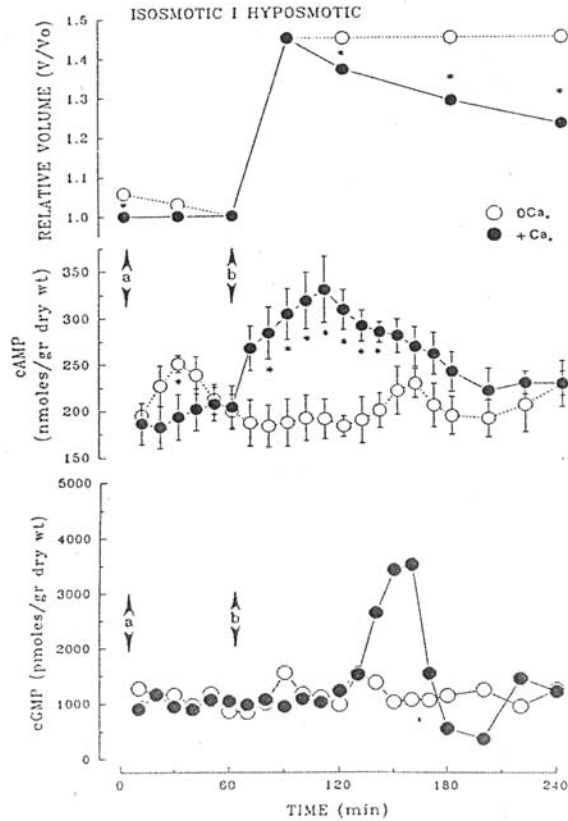 ISOSMOTIC I HYPOSMOTIC
RELATIVE VOLUME (V/Vo)
1.5
1.4
1.3
1.2
1.1
1.0
* * * *
○ 0Ca.
● +Ca.
a b
cAMP
(nmoles/gr dry wt)
350
300
250
200
150
* * * * * * *
cGMP (pmoles/gr dry wt)
5000
4000
3000
2000
1000
0
a b
0 60 120 180 240
TIME (min)